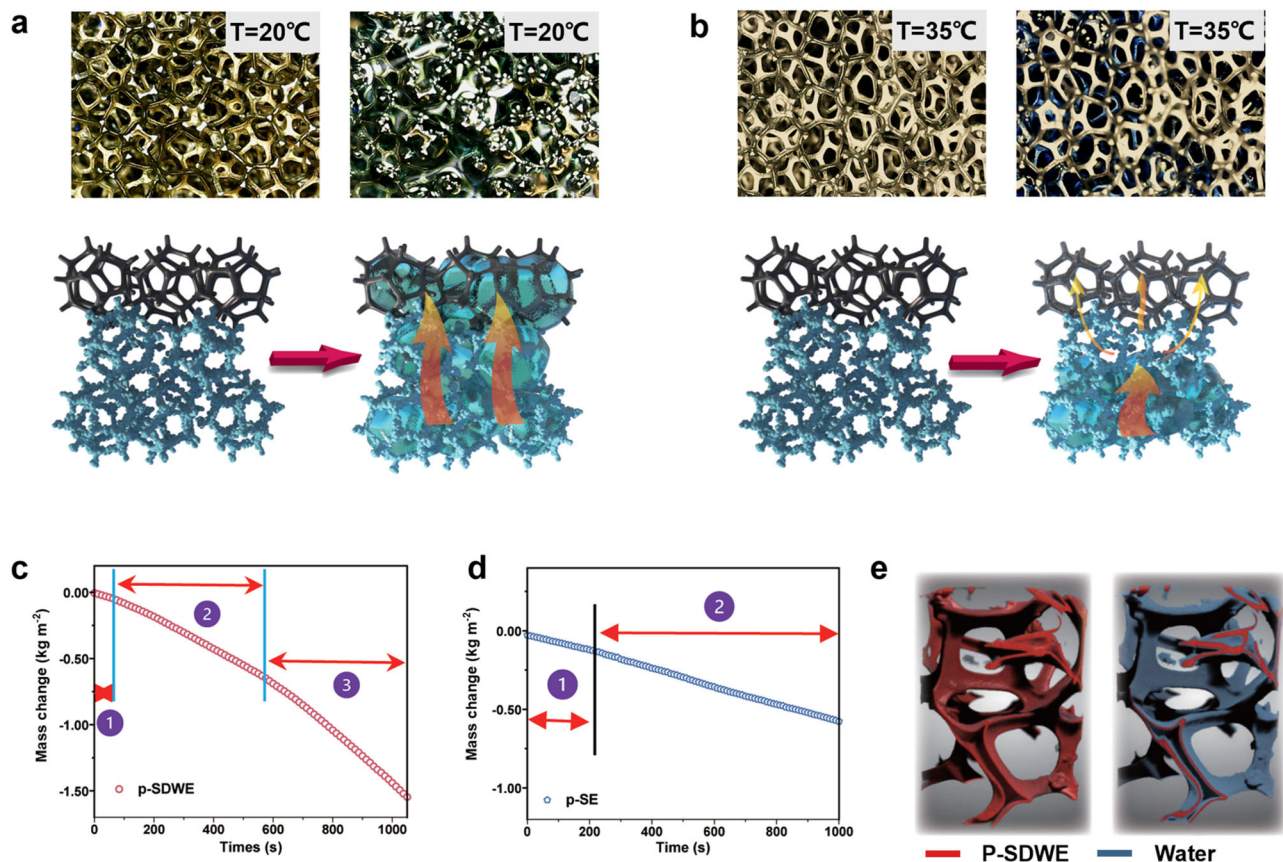 a
T=20℃
T=20℃
b
T=35℃
T=35℃
c
Mass change (kg m⁻²)
0.00
-0.50
-1.00
-1.50
1
2
3
p-SDWE
0 200 400 600 800 1000
Times (s)
d
Mass change (kg m⁻²)
0.00
-0.50
-1.00
1
2
p-SE
0 200 400 600 800 1000
Time (s)
e
P-SDWE Water